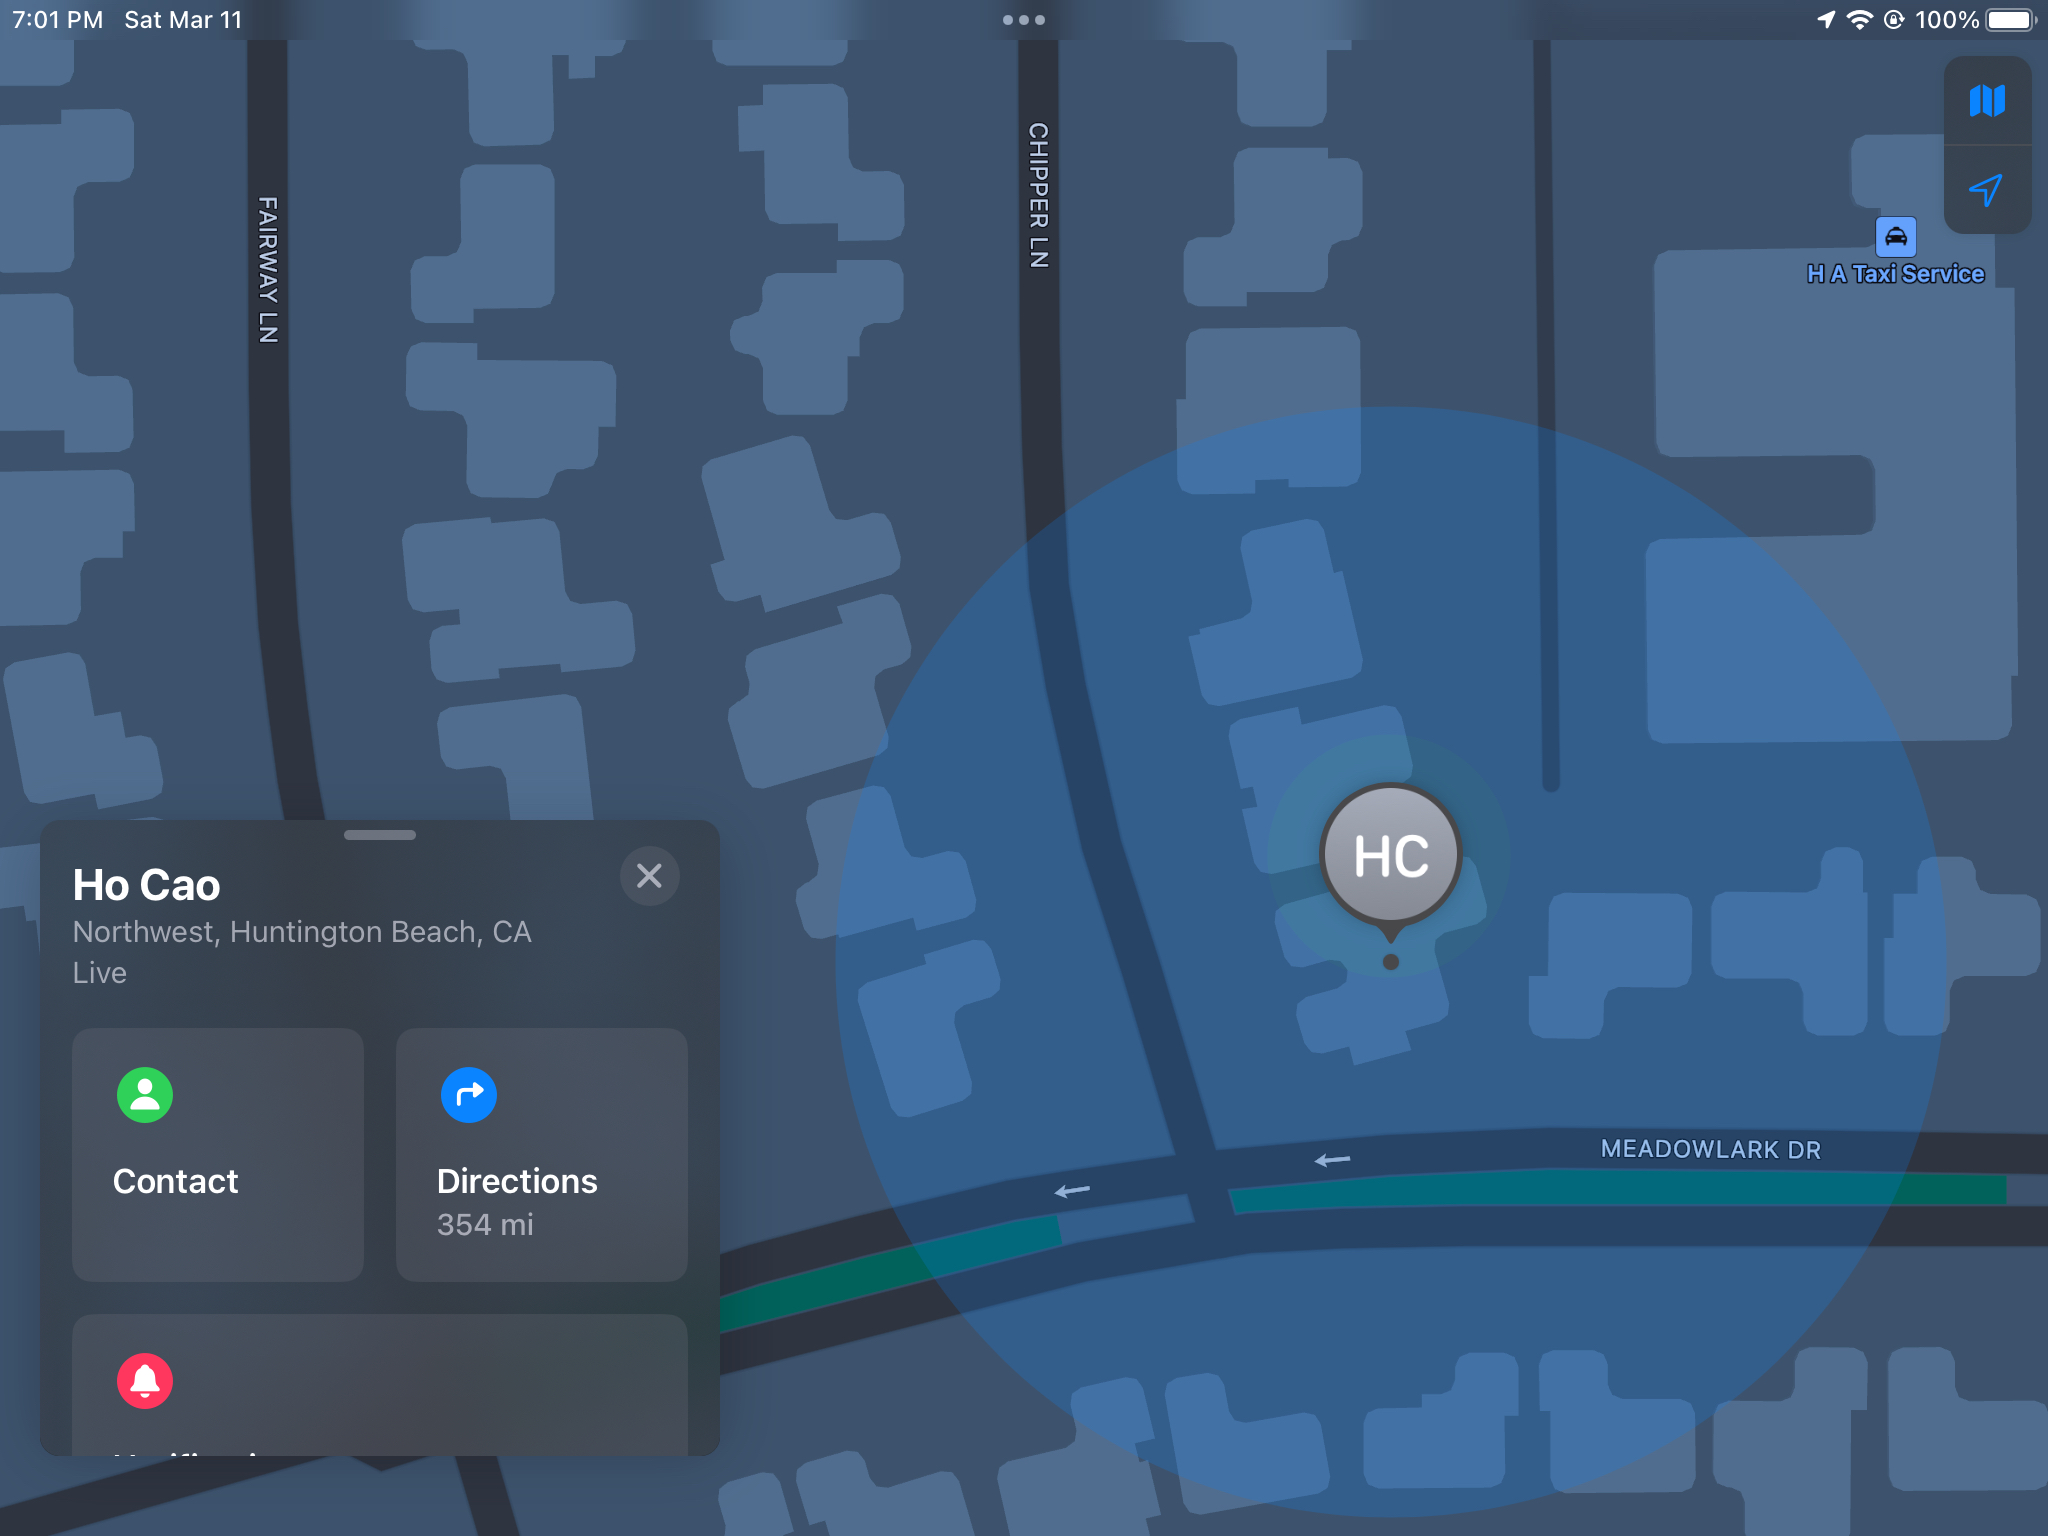 7:01 PM Sat Mar 11
100%
FAIRWAY LN
CHIPPER LN
H A Taxi Service
HC
Ho Cao
Northwest, Huntington Beach, CA
Live
Contact
Directions
354 mi
MEADOWLARK DR